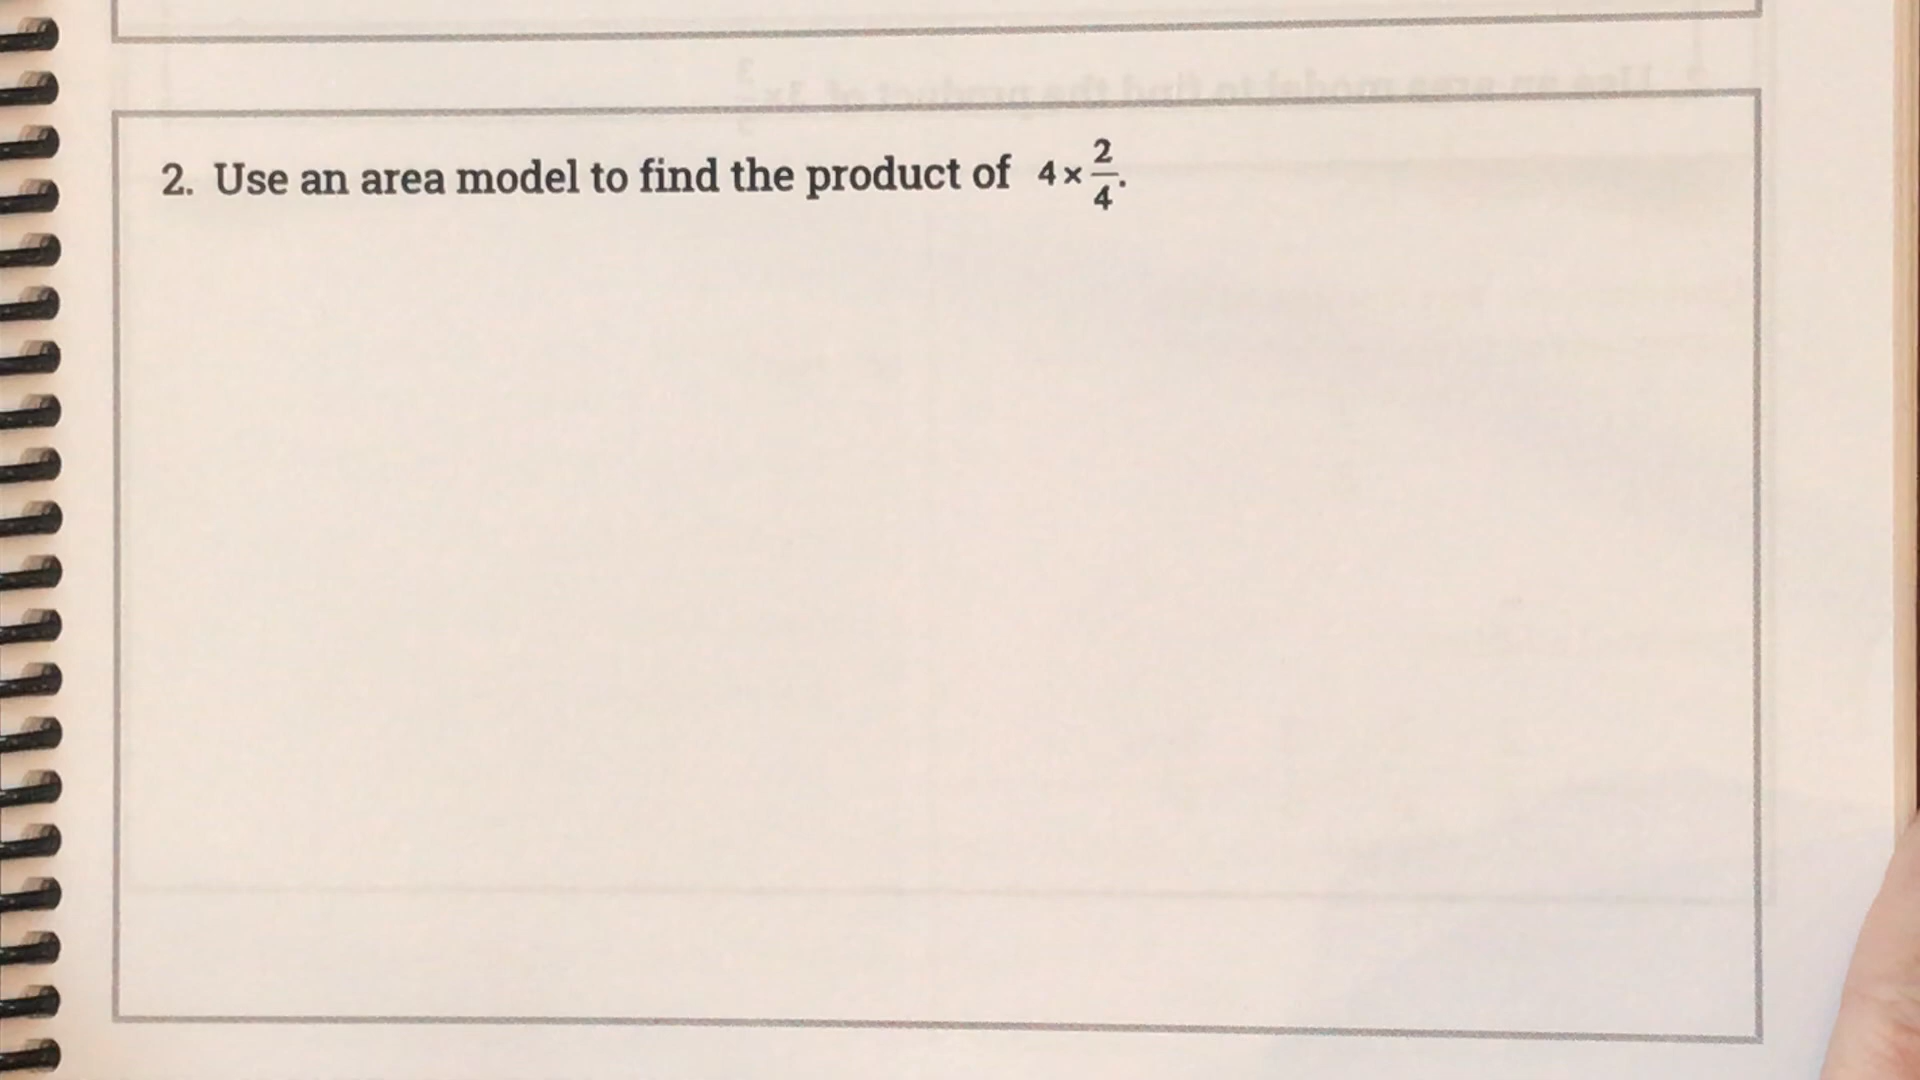 2. Use an area model to find the product of 4 × 2/4.